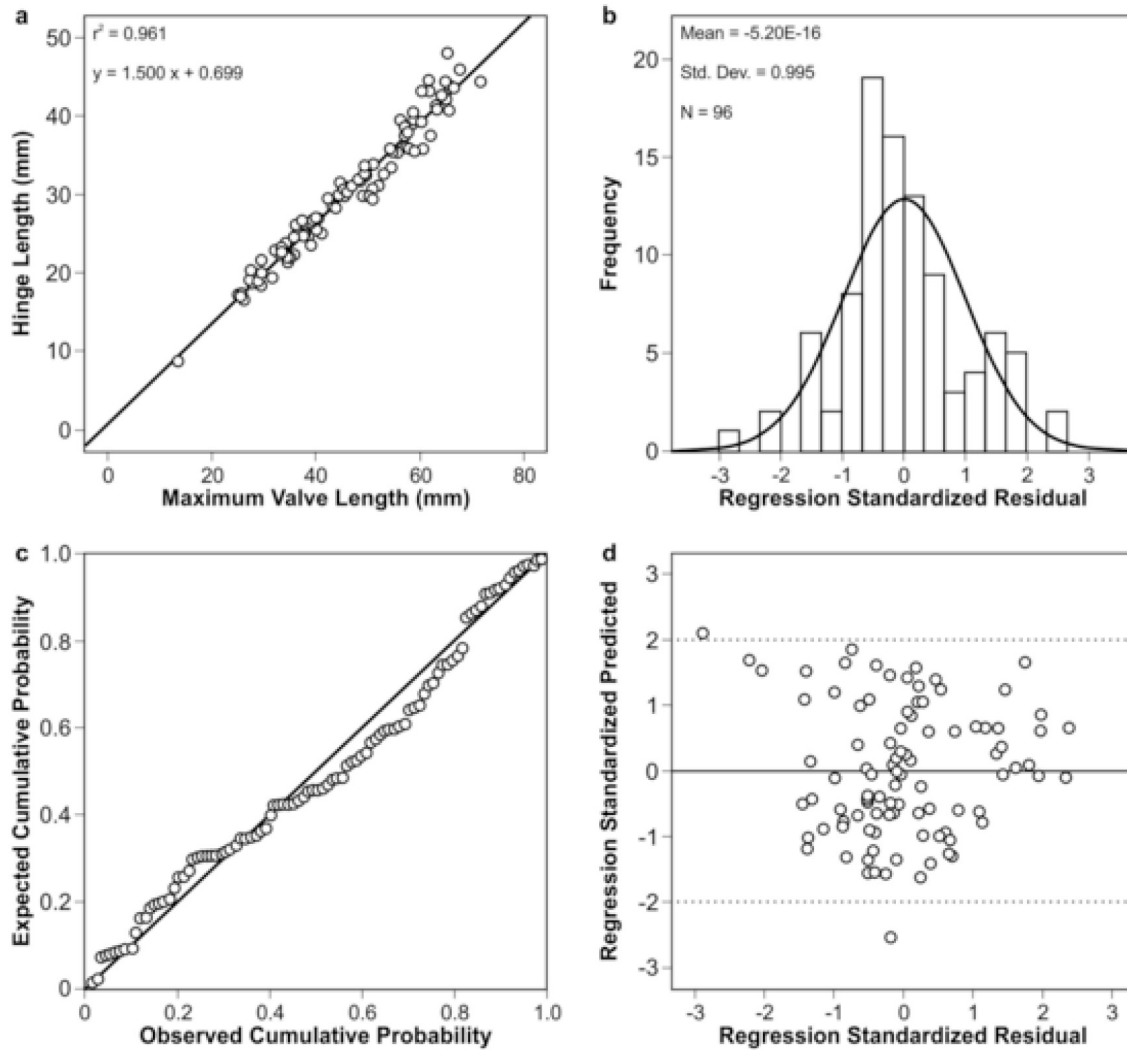 a
r² = 0.961
y = 1.500 x + 0.699
50
40
30
20
10
0
Hinge Length (mm)
0 20 40 60 80
Maximum Valve Length (mm)
b
Mean = -5.20E-16
Std. Dev. = 0.995
N = 96
20
15
10
5
0
Frequency
-3 -2 -1 0 1 2 3
Regression Standardized Residual
c
1.0
0.8
0.6
0.4
0.2
0
Expected Cumulative Probability
0 0.2 0.4 0.6 0.8 1.0
Observed Cumulative Probability
d
3
2
1
0
-1
-2
-3
Regression Standardized Predicted
-3 -2 -1 0 1 2 3
Regression Standardized Residual